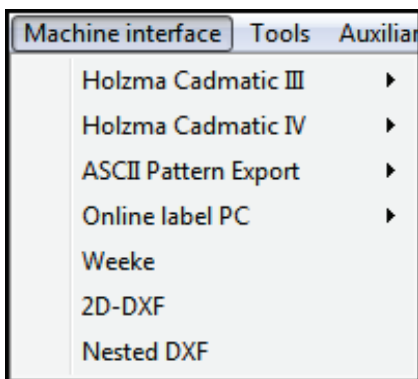 Machine interface Tools Auxiliar
Holzma Cadmatic III
Holzma Cadmatic IV
ASCII Pattern Export
Online label PC
Weeke
2D-DXF
Nested DXF